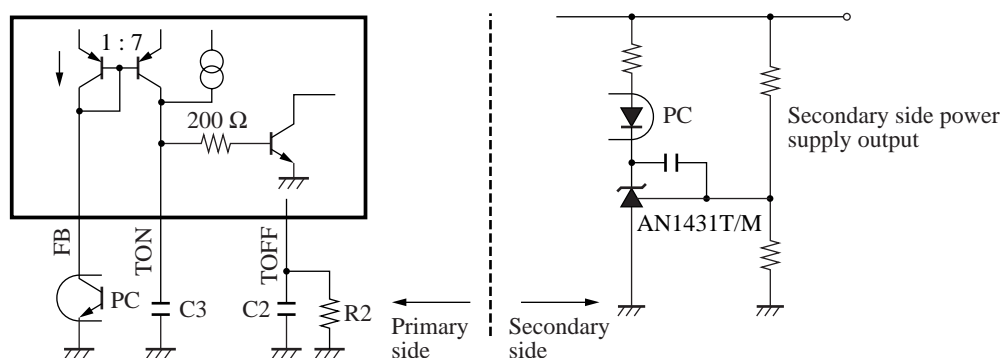 1 : 7
200 Ω
FB
TON
TOFF
PC
C3
C2
R2
Primary
side
Secondary
side
PC
AN1431T/M
Secondary side power
supply output